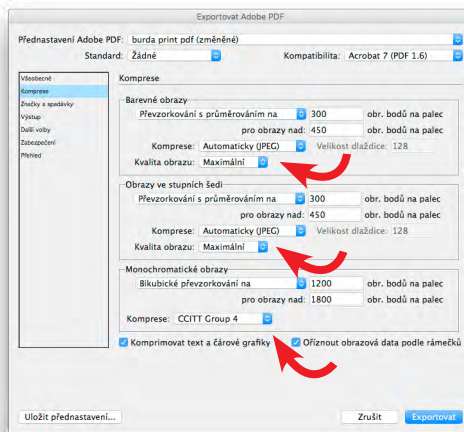 Exportovat Adobe PDF
Přednastavení Adobe PDF: burda print pdf (změněné)
Standard: Žádné Kompatibilita: Acrobat 7 (PDF 1.6)
Všeobecné
Komprese
Značky a spadávky
Výstup
Další volby
Zabezpečení
Přehled
Komprese
Barevné obrazy
Převzorkování s průměrováním na 300 obr. bodů na palec
pro obrazy nad: 450 obr. bodů na palec
Komprese: Automaticky (JPEG) Velikost dlaždice: 128
Kvalita obrazu: Maximální
Obrazy ve stupních šedi
Převzorkování s průměrováním na 300 obr. bodů na palec
pro obrazy nad: 450 obr. bodů na palec
Komprese: Automaticky (JPEG) Velikost dlaždice: 128
Kvalita obrazu: Maximální
Monochromatické obrazy
Bikubické převzorkování na 1200 obr. bodů na palec
pro obrazy nad: 1800 obr. bodů na palec
Komprese: CCITT Group 4
Komprimovat text a čárové grafiky Oříznout obrazová data podle rámečků
Uložit přednastavení... Zrušit Exportovat